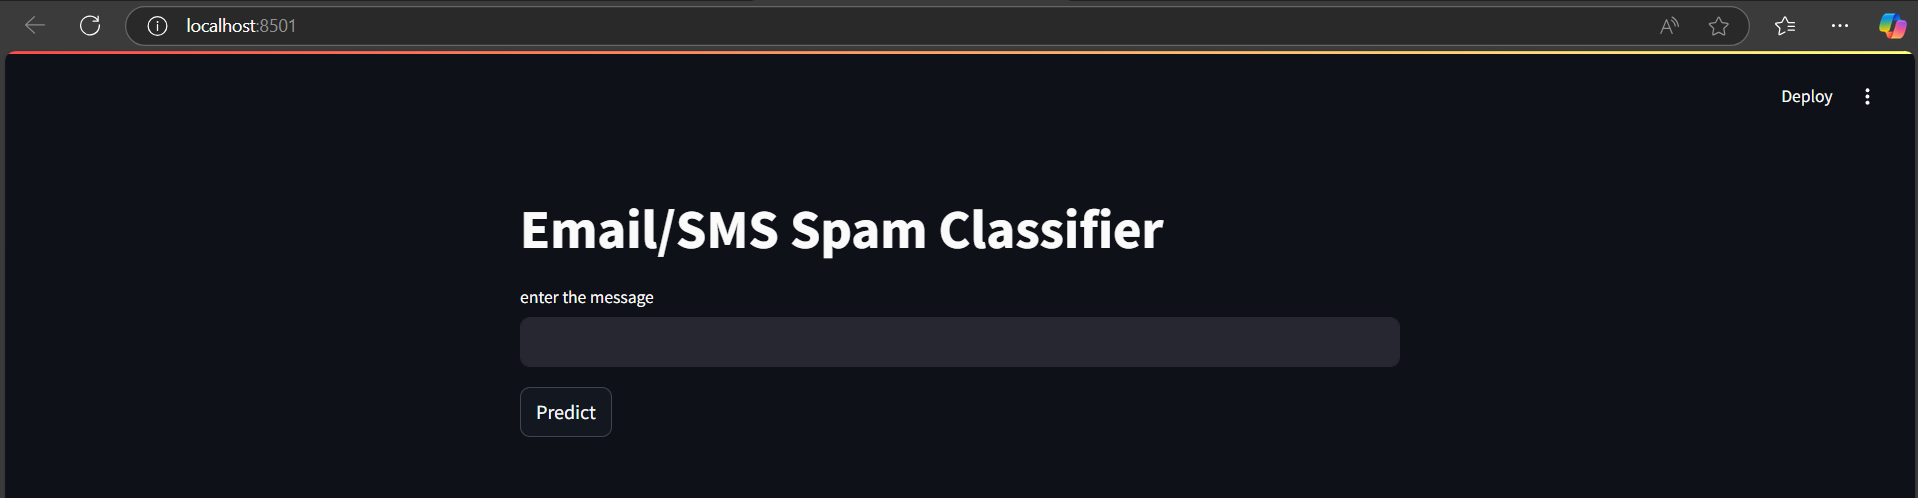 localhost:8501
Deploy
Email/SMS Spam Classifier
enter the message
Predict